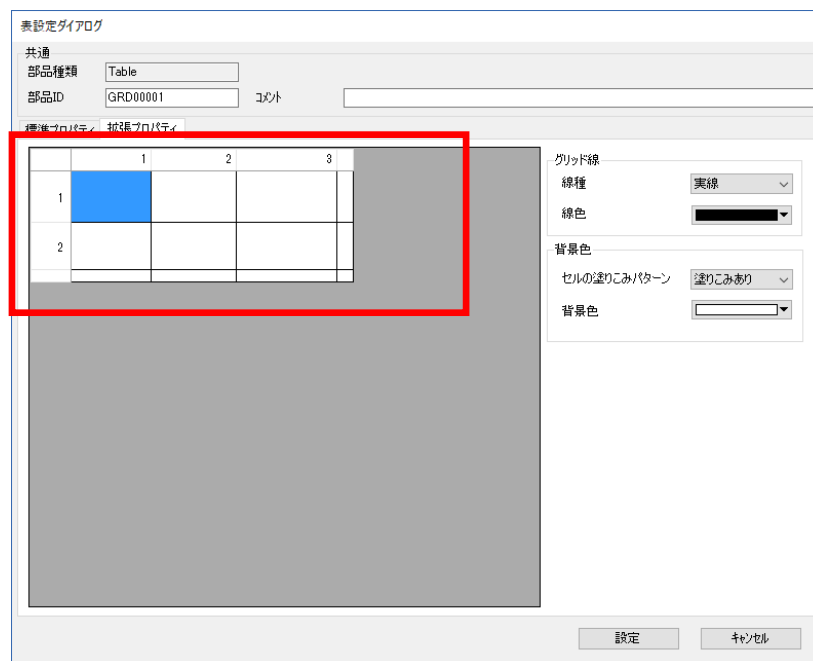 表設定ダイアログ
共通
部品種類 Table
部品ID GRD00001 コメント
標準プロパティ 拡張プロパティ
1 2 3
1
2
グリッド線
線種 実線
線色
背景色
セルの塗りこみパターン 塗りこみあり
背景色
設定 キャンセル